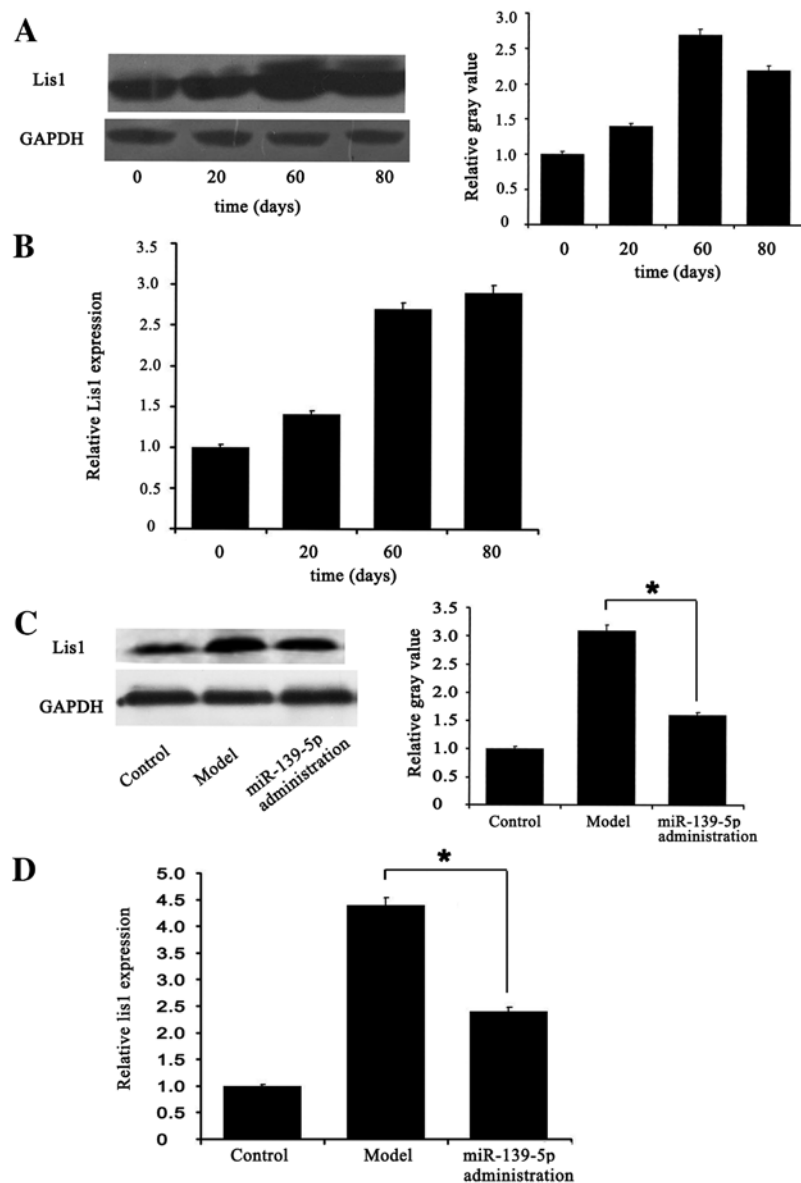 A
Lis1
GAPDH
0 20 60 80
time (days)
Relative gray value
3.0
2.5
2.0
1.5
1.0
0.5
0
0 20 60 80
time (days)
B
Relative Lis1 expression
3.5
3.0
2.5
2.0
1.5
1.0
0.5
0
0 20 60 80
time (days)
C
Lis1
GAPDH
Control
Model
miR-139-5p
administration
Relative gray value
3.5
3.0
2.5
2.0
1.5
1.0
0.5
0
*
Control Model miR-139-5p
administration
D
Relative lis1 expression
5.0
4.5
4.0
3.5
3.0
2.5
2.0
1.5
1.0
0.5
0
*
Control Model miR-139-5p
administration